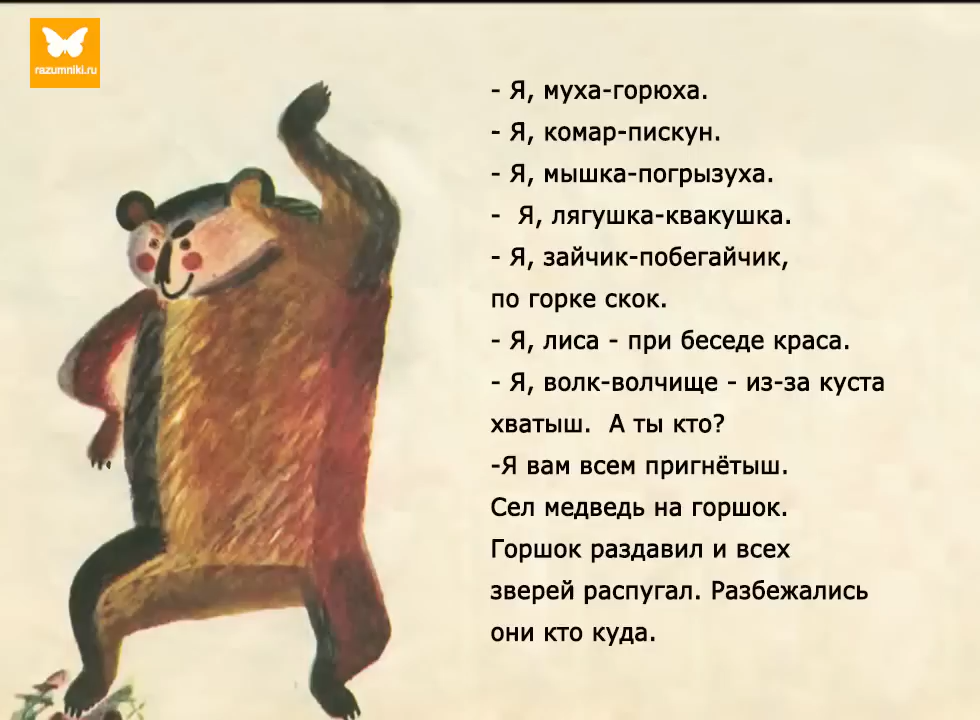 razumniki.ru
- Я, муха-горюха.
- Я, комар-пискун.
- Я, мышка-погрызуха.
- Я, лягушка-квакушка.
- Я, зайчик-побегайчик,
по горке скок.
- Я, лиса - при беседе краса.
- Я, волк-волчище - из-за куста
хватыш. А ты кто?
-Я вам всем пригнётыш.
Сел медведь на горшок.
Горшок раздавил и всех
зверей распугал. Разбежались
они кто куда.